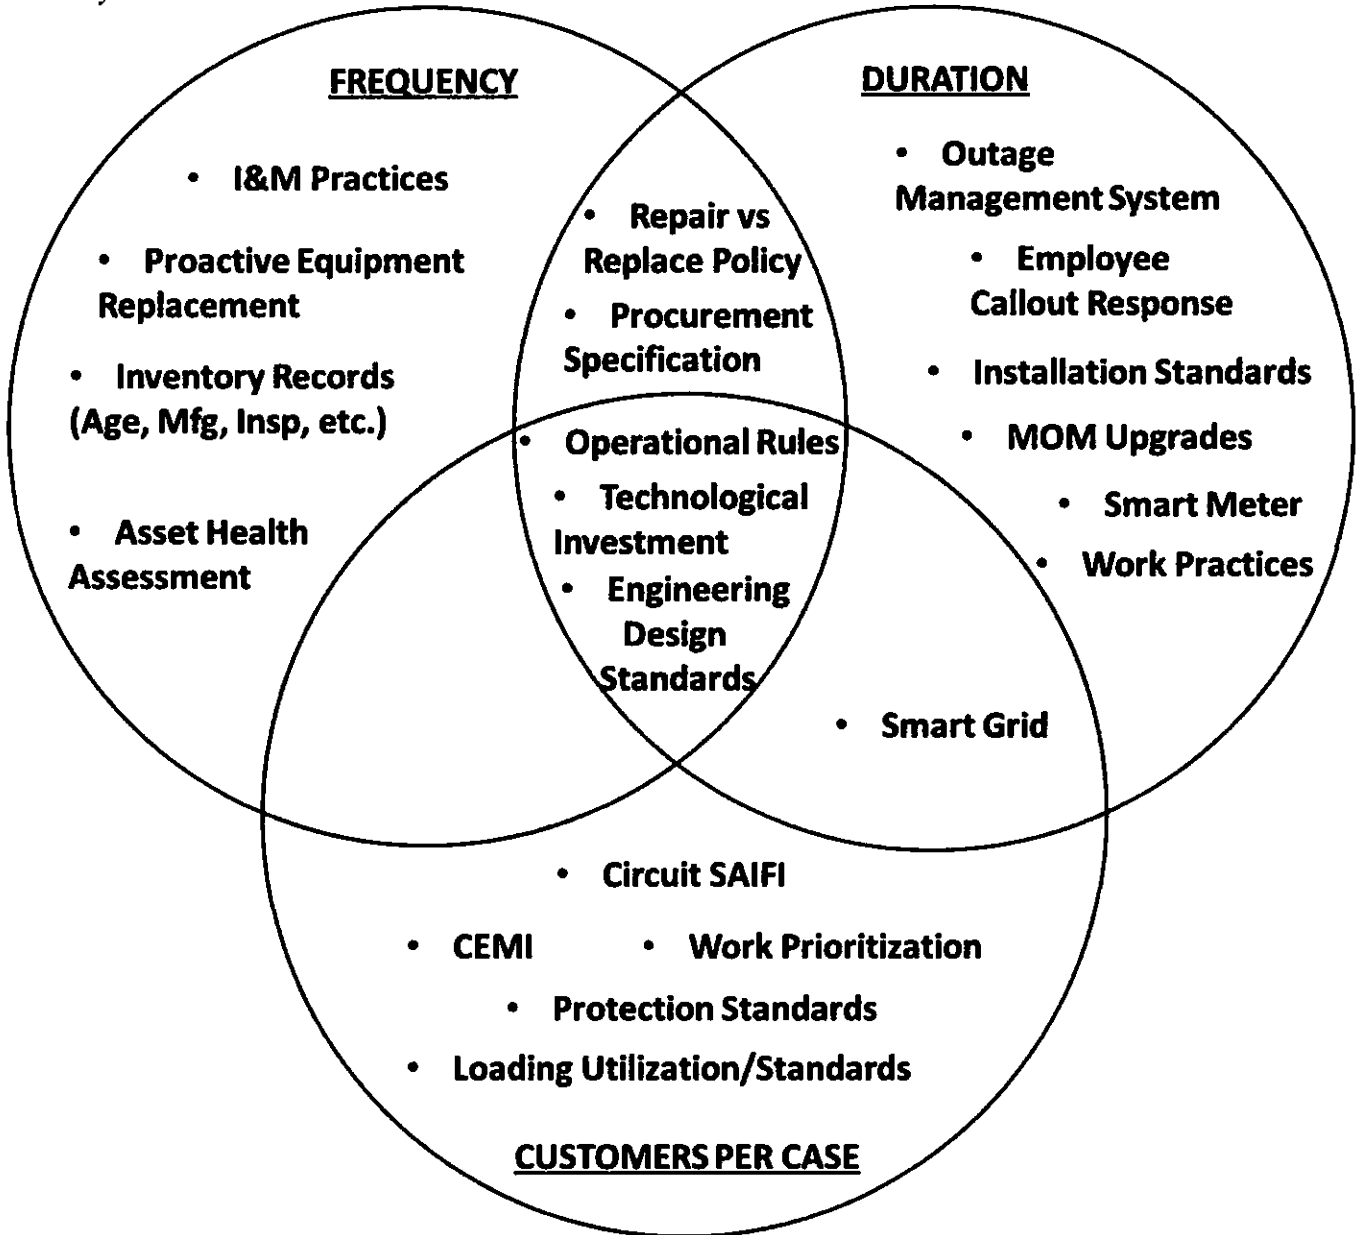 FREQUENCY
• I&M Practices
• Proactive Equipment
Replacement
• Inventory Records
(Age, Mfg, Insp, etc.)
• Asset Health
Assessment
• Repair vs
Replace Policy
• Procurement
Specification
• Operational Rules
• Technological
Investment
• Engineering
Design
Standards
DURATION
• Outage
Management System
• Employee
Callout Response
• Installation Standards
• MOM Upgrades
• Smart Meter
• Work Practices
• Smart Grid
• Circuit SAIFI
• CEMI
• Work Prioritization
• Protection Standards
• Loading Utilization/Standards
CUSTOMERS PER CASE